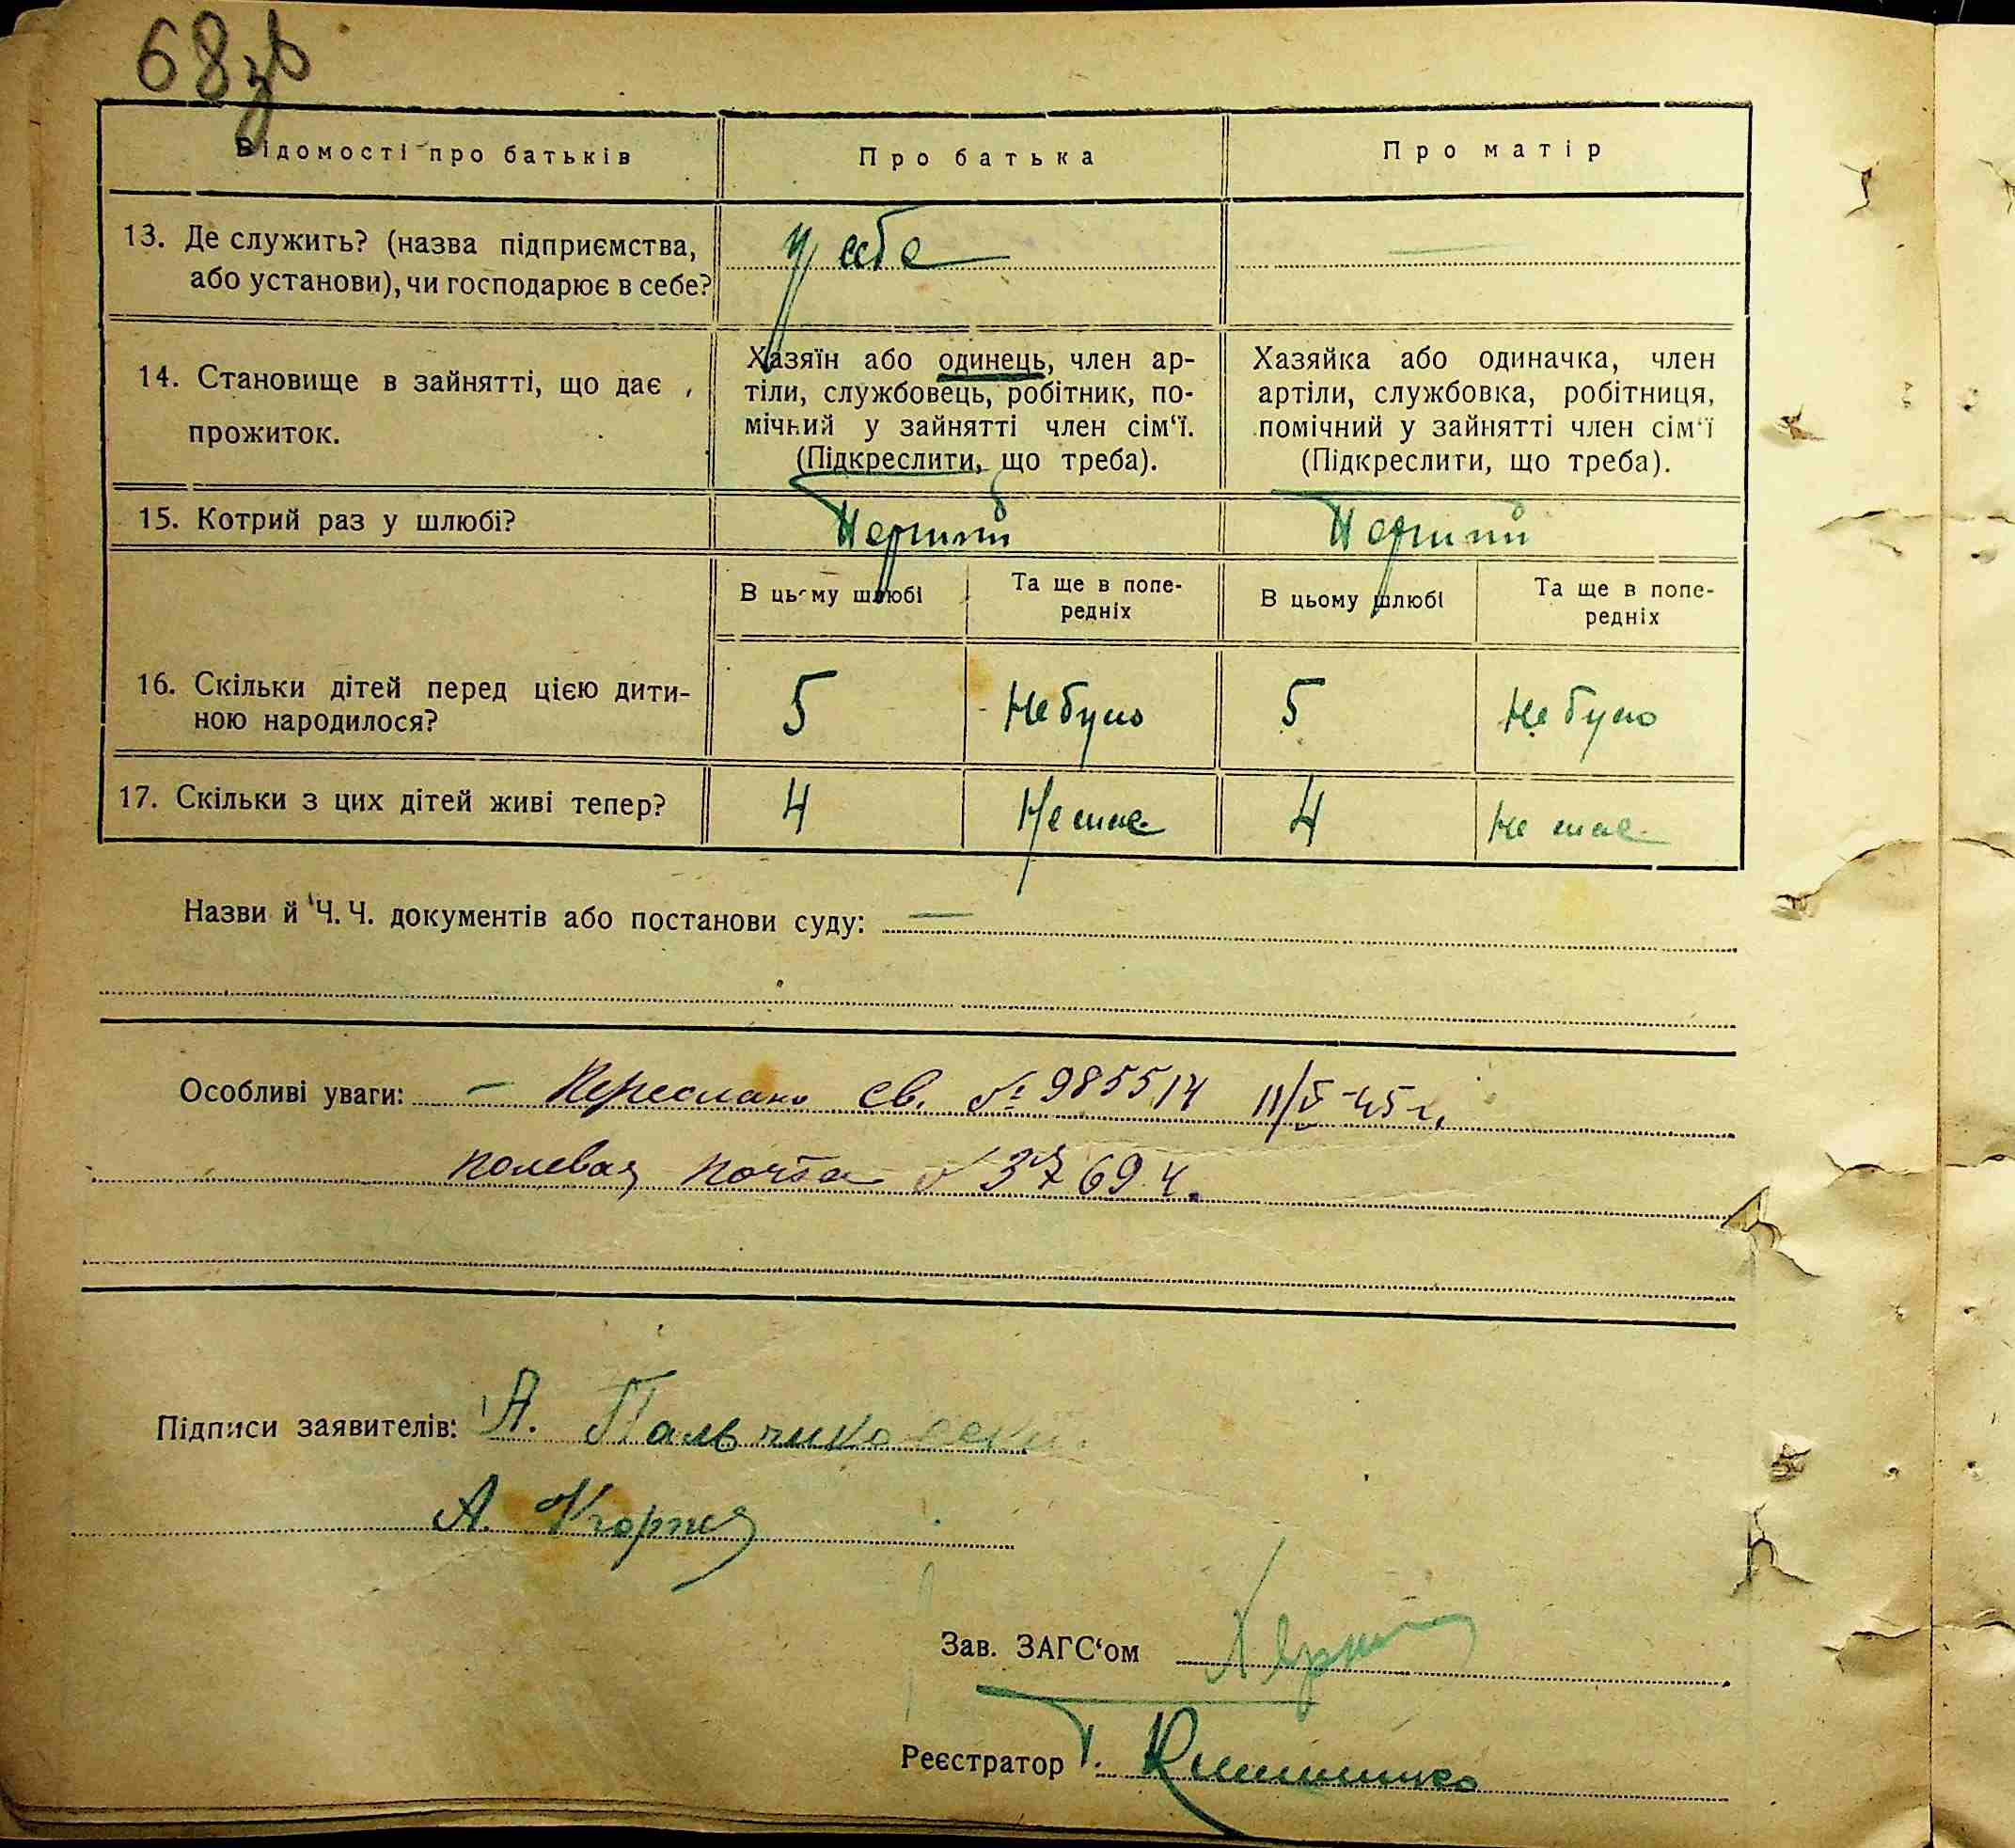 68зв
Відомості про батьків
Про батька
Про матір
13. Де служить? (назва підприємства,
або установи), чи господарює в себе?
у себе
—
14. Становище в зайнятті, що дає
прожиток.
Хазяїн або одинець, член ар-
тіли, службовець, робітник, по-
мічний у зайнятті член сім‘ї.
(Підкреслити, що треба).
Хазяйка або одиначка, член
артіли, службовка, робітниця,
помічний у зайнятті член сім‘ї
(Підкреслити, що треба).
15. Котрий раз у шлюбі?
Перший
Перший
В цьому шлюбі
Та ще в попе-
редніх
В цьому шлюбі
Та ще в попе-
редніх
16. Скільки дітей перед цією дити-
ною народилося?
5
Не було
5
Не було
17. Скільки з цих дітей живі тепер?
4
Немає
4
Не має
Назви й Ч. Ч. документів або постанови суду: —
Особливі уваги: — Переслано св. № 985514 11/V-45 г.
полевая почта № 37694.
Підписи заявителів: А. Пальчиковский
А.
Зав. ЗАГС‘ом
Реєстратор Т.